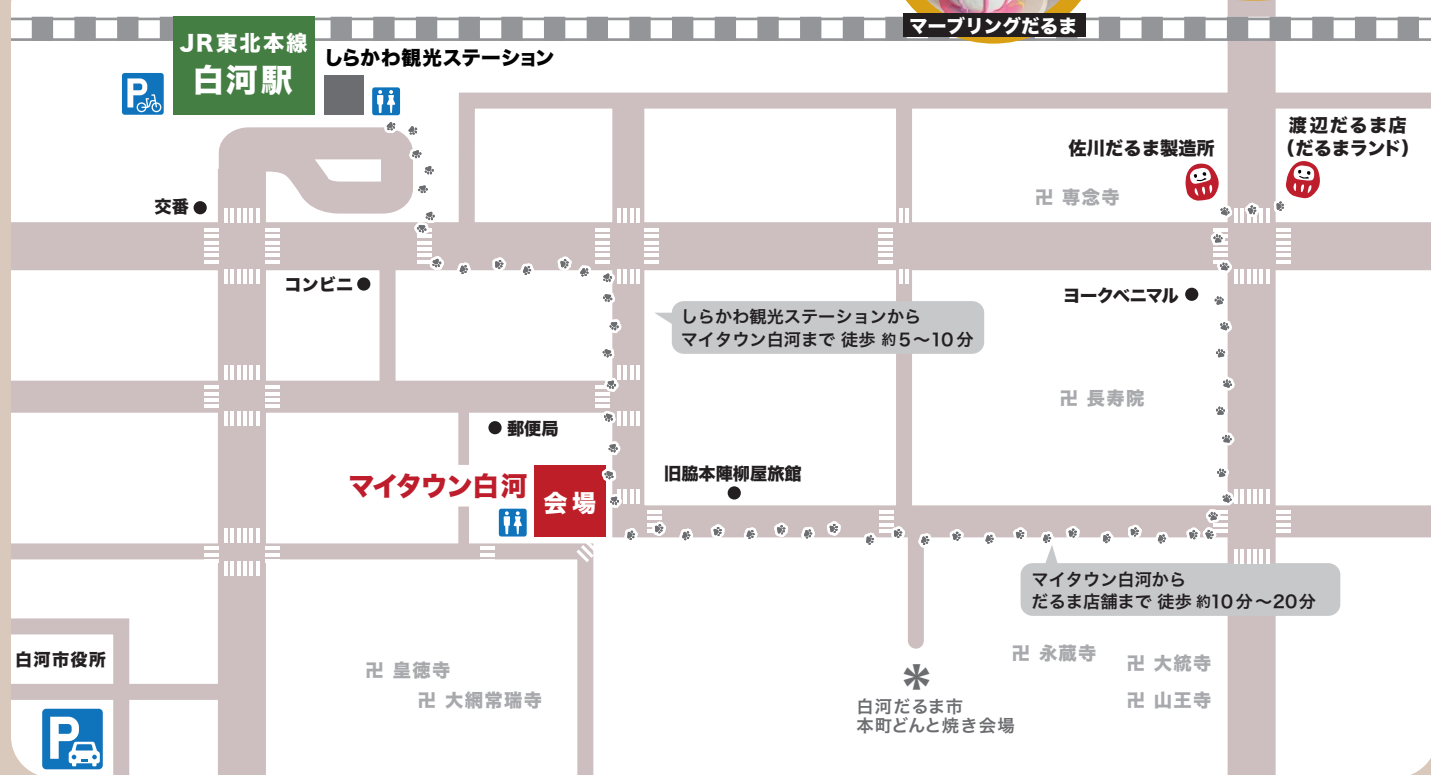 マーブリングだるま
JR東北本線
白河駅
しらかわ観光ステーション
P
渡辺だるま店
（だるまランド）
佐川だるま製造所
卍 専念寺
交番
コンビニ
ヨークベニマル
しらかわ観光ステーションから
マイタウン白河まで 徒歩 約5～10分
卍 長寿院
郵便局
旧脇本陣柳屋旅館
マイタウン白河
会場
マイタウン白河から
だるま店舗まで 徒歩 約10分～20分
白河市役所
卍 皇徳寺
卍 大網常瑞寺
卍 永蔵寺
卍 大統寺
卍 山王寺
白河だるま市
本町どんと焼き会場
P